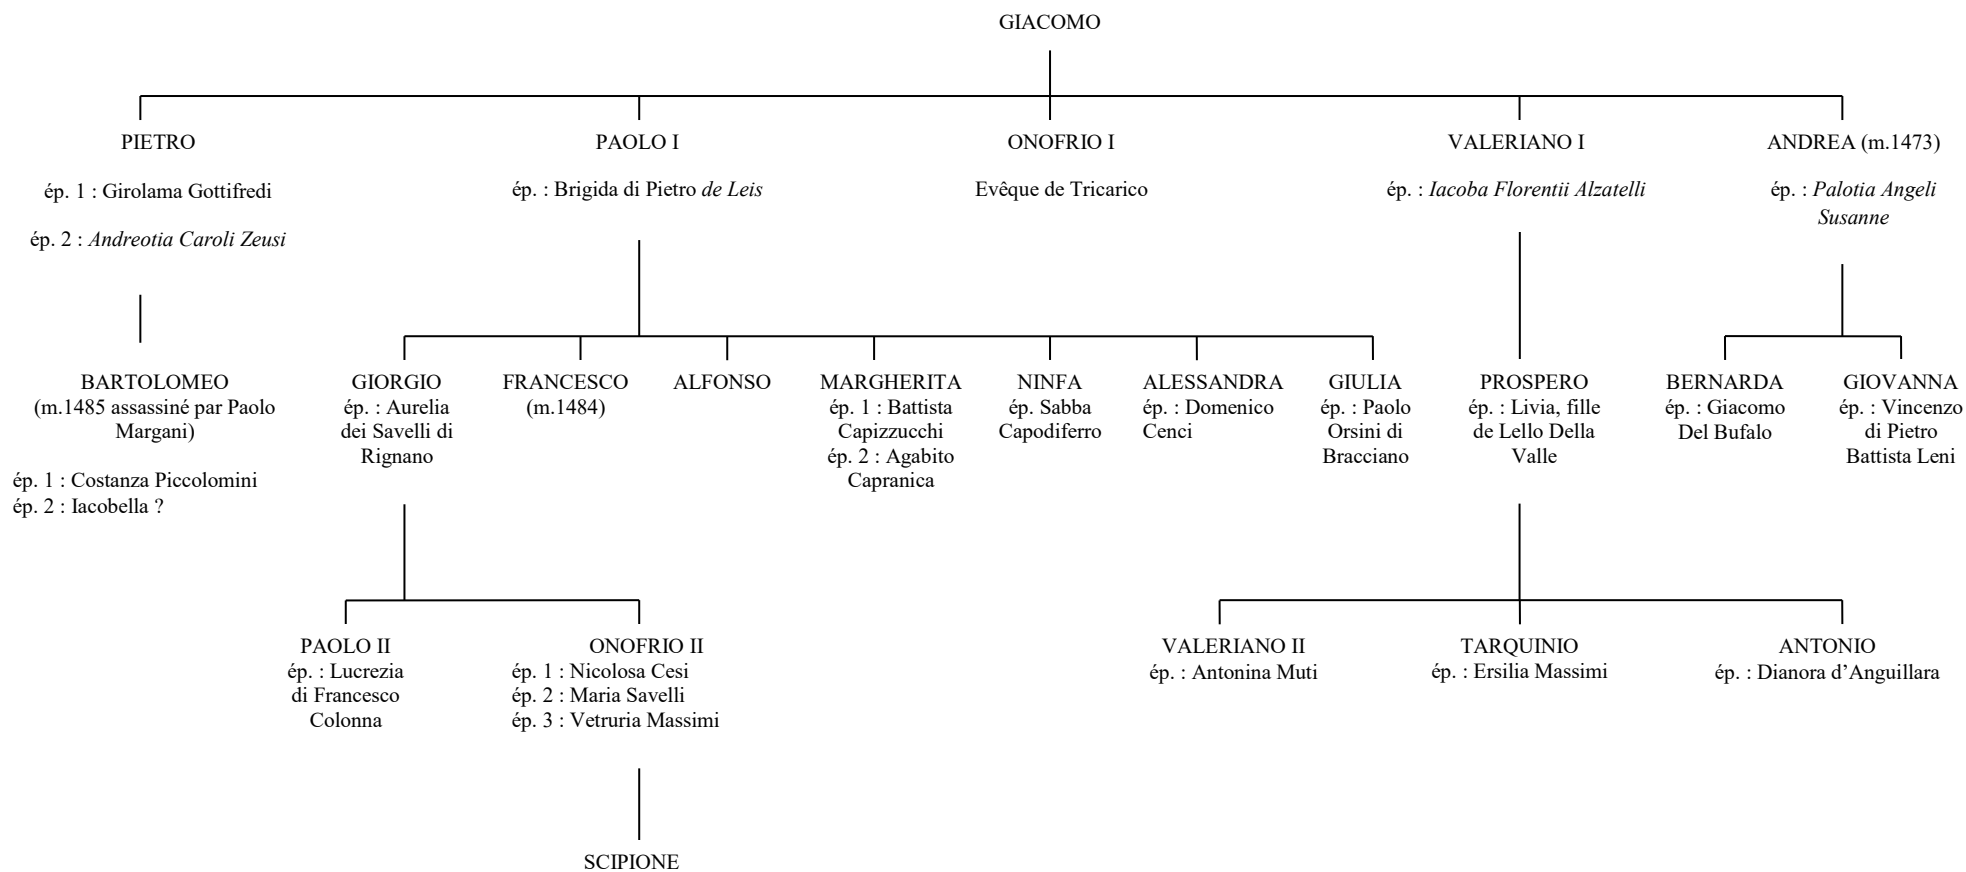 GIACOMO
PIETRO
ép. 1 : Girolama Gottifredi
ép. 2 : Andreotia Caroli Zeusi
PAOLO I
ép. : Brigida di Pietro de Leis
ONOFRIO I
Evêque de Tricarico
VALERIANO I
ép. : Iacoba Florentii Alzatelli
ANDREA (m.1473)
ép. : Palotia Angeli
Susanne
BARTOLOMEO
(m.1485 assassiné par Paolo
Margani)
ép. 1 : Costanza Piccolomini
ép. 2 : Iacobella ?
GIORGIO
ép. : Aurelia
dei Savelli di
Rignano
FRANCESCO
(m.1484)
ALFONSO
MARGHERITA
ép. 1 : Battista
Capizzucchi
ép. 2 : Agabito
Capranica
NINFA
ép. Sabba
Capodiferro
ALESSANDRA
ép. : Domenico
Cenci
GIULIA
ép. : Paolo
Orsini di
Bracciano
PROSPERO
ép. : Livia, fille
de Lello Della
Valle
BERNARDA
ép. : Giacomo
Del Bufalo
GIOVANNA
ép. : Vincenzo
di Pietro
Battista Leni
PAOLO II
ép. : Lucrezia
di Francesco
Colonna
ONOFRIO II
ép. 1 : Nicolosa Cesi
ép. 2 : Maria Savelli
ép. 3 : Vetruria Massimi
VALERIANO II
ép. : Antonina Muti
TARQUINIO
ép. : Ersilia Massimi
ANTONIO
ép. : Dianora d’Anguillara
SCIPIONE